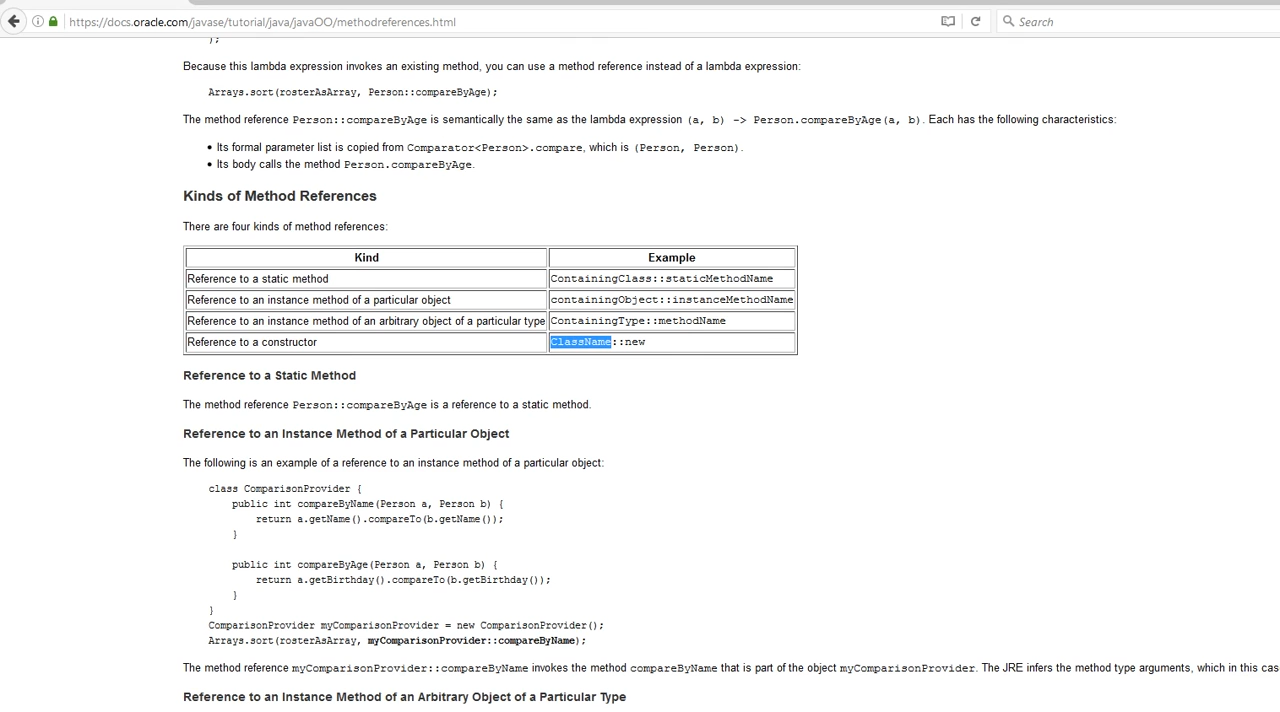 https://docs.oracle.com/javase/tutorial/java/javaOO/methodreferences.html
Search
);
Because this lambda expression invokes an existing method, you can use a method reference instead of a lambda expression:
Arrays.sort(rosterAsArray, Person::compareByAge);
The method reference Person::compareByAge is semantically the same as the lambda expression (a, b) -> Person.compareByAge(a, b). Each has the following characteristics:
• Its formal parameter list is copied from Comparator<Person>.compare, which is (Person, Person).
• Its body calls the method Person.compareByAge.
Kinds of Method References
There are four kinds of method references:
Kind Example
Reference to a static method ContainingClass::staticMethodName
Reference to an instance method of a particular object containingObject::instanceMethodName
Reference to an instance method of an arbitrary object of a particular type ContainingType::methodName
Reference to a constructor ClassName::new
Reference to a Static Method
The method reference Person::compareByAge is a reference to a static method.
Reference to an Instance Method of a Particular Object
The following is an example of a reference to an instance method of a particular object:
class ComparisonProvider {
public int compareByName(Person a, Person b) {
return a.getName().compareTo(b.getName());
}
public int compareByAge(Person a, Person b) {
return a.getBirthday().compareTo(b.getBirthday());
}
}
ComparisonProvider myComparisonProvider = new ComparisonProvider();
Arrays.sort(rosterAsArray, myComparisonProvider::compareByName);
The method reference myComparisonProvider::compareByName invokes the method compareByName that is part of the object myComparisonProvider. The JRE infers the method type arguments, which in this cas
Reference to an Instance Method of an Arbitrary Object of a Particular Type